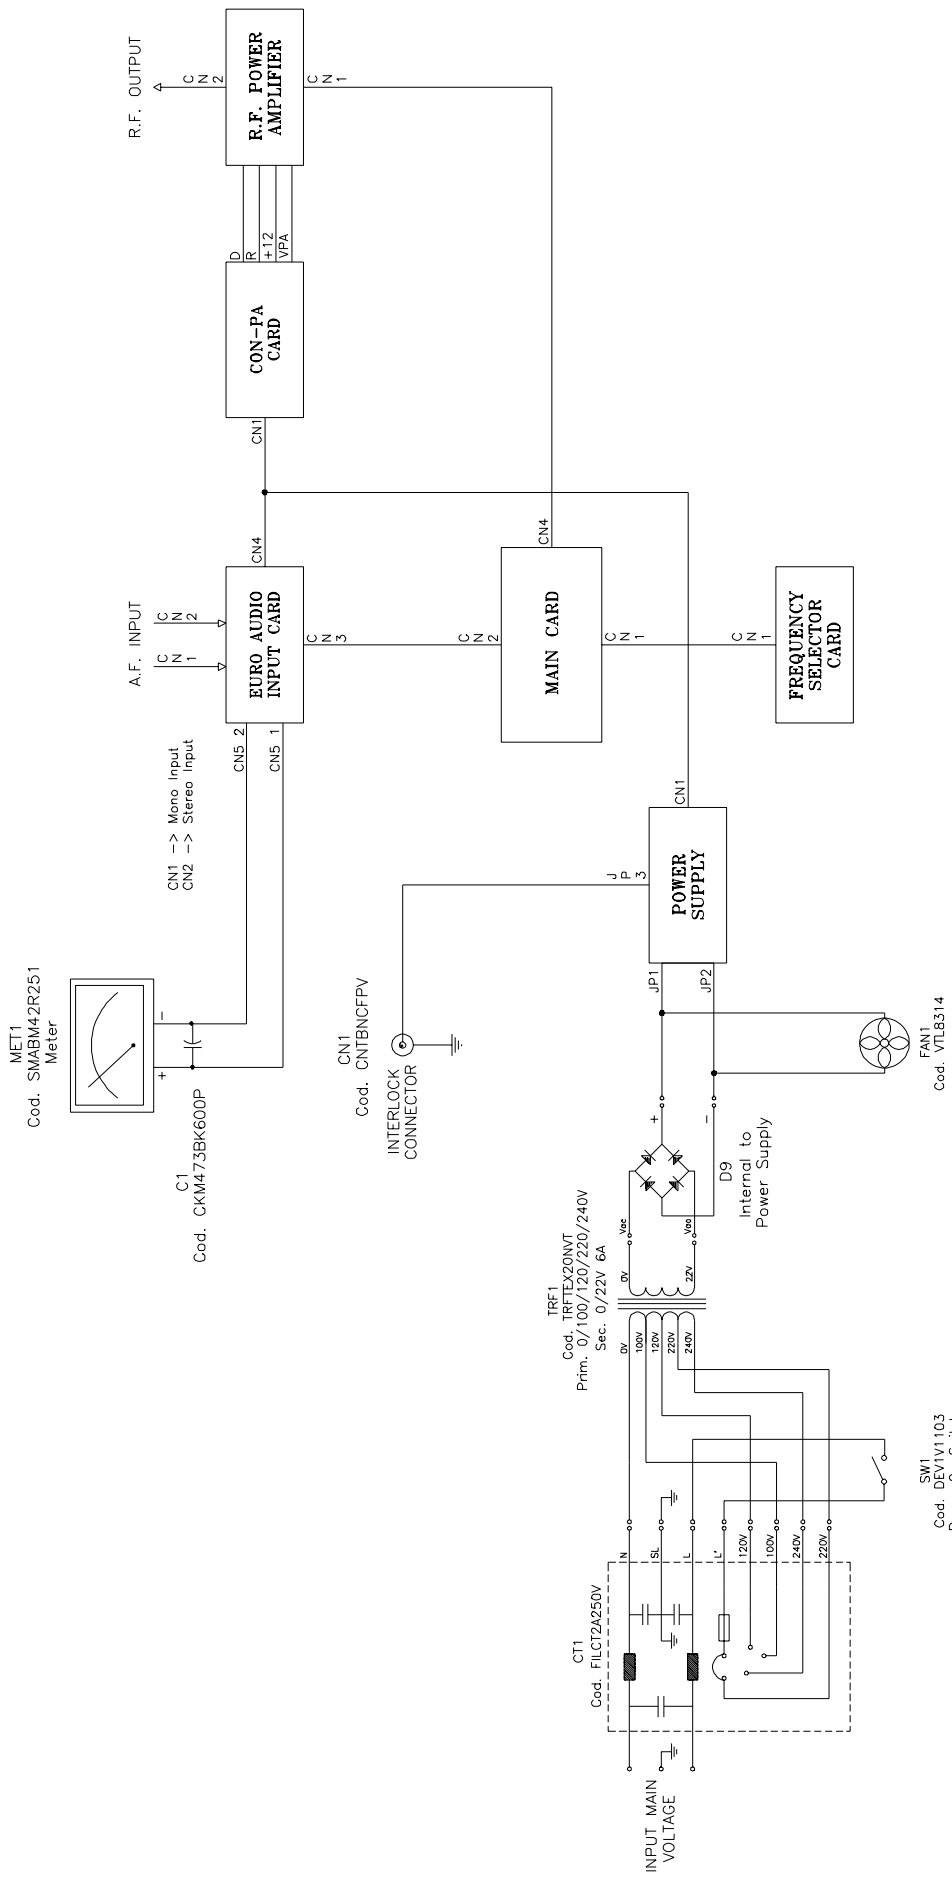 MET1
Cod. SMABM42R251
Meter
+
–
C1
Cod. CKM473BK600P
CN1 –> Mono Input
CN2 –> Stereo Input
A.F. INPUT
CN1
CN2
CN5 2
CN5 1
EURO AUDIO
INPUT CARD
CN4
CN3
CN1
CON-PA
CARD
D
R
+12
VPA
R.F. POWER
AMPLIFIER
CN2
CN1
R.F. OUTPUT
CN1
Cod. CNTBNCFPV
INTERLOCK
CONNECTOR
JP3
CN2
MAIN CARD
CN4
CN1
CN1
FREQUENCY
SELECTOR
CARD
INPUT MAIN
VOLTAGE
CT1
Cod. FILCT2A250V
N
SL
L
L'
120V
100V
240V
220V
SW1
Cod. DEV1V1103
TRF1
Cod. TRFTEX20NVT
Prim. 0/100/120/220/240V
Sec. 0/22V 6A
0V
100V
120V
220V
240V
0V
22V
Vac
Vac
+
–
D9
Internal to
Power Supply
JP1
JP2
POWER
SUPPLY
CN1
FAN1
Cod. VTL8314